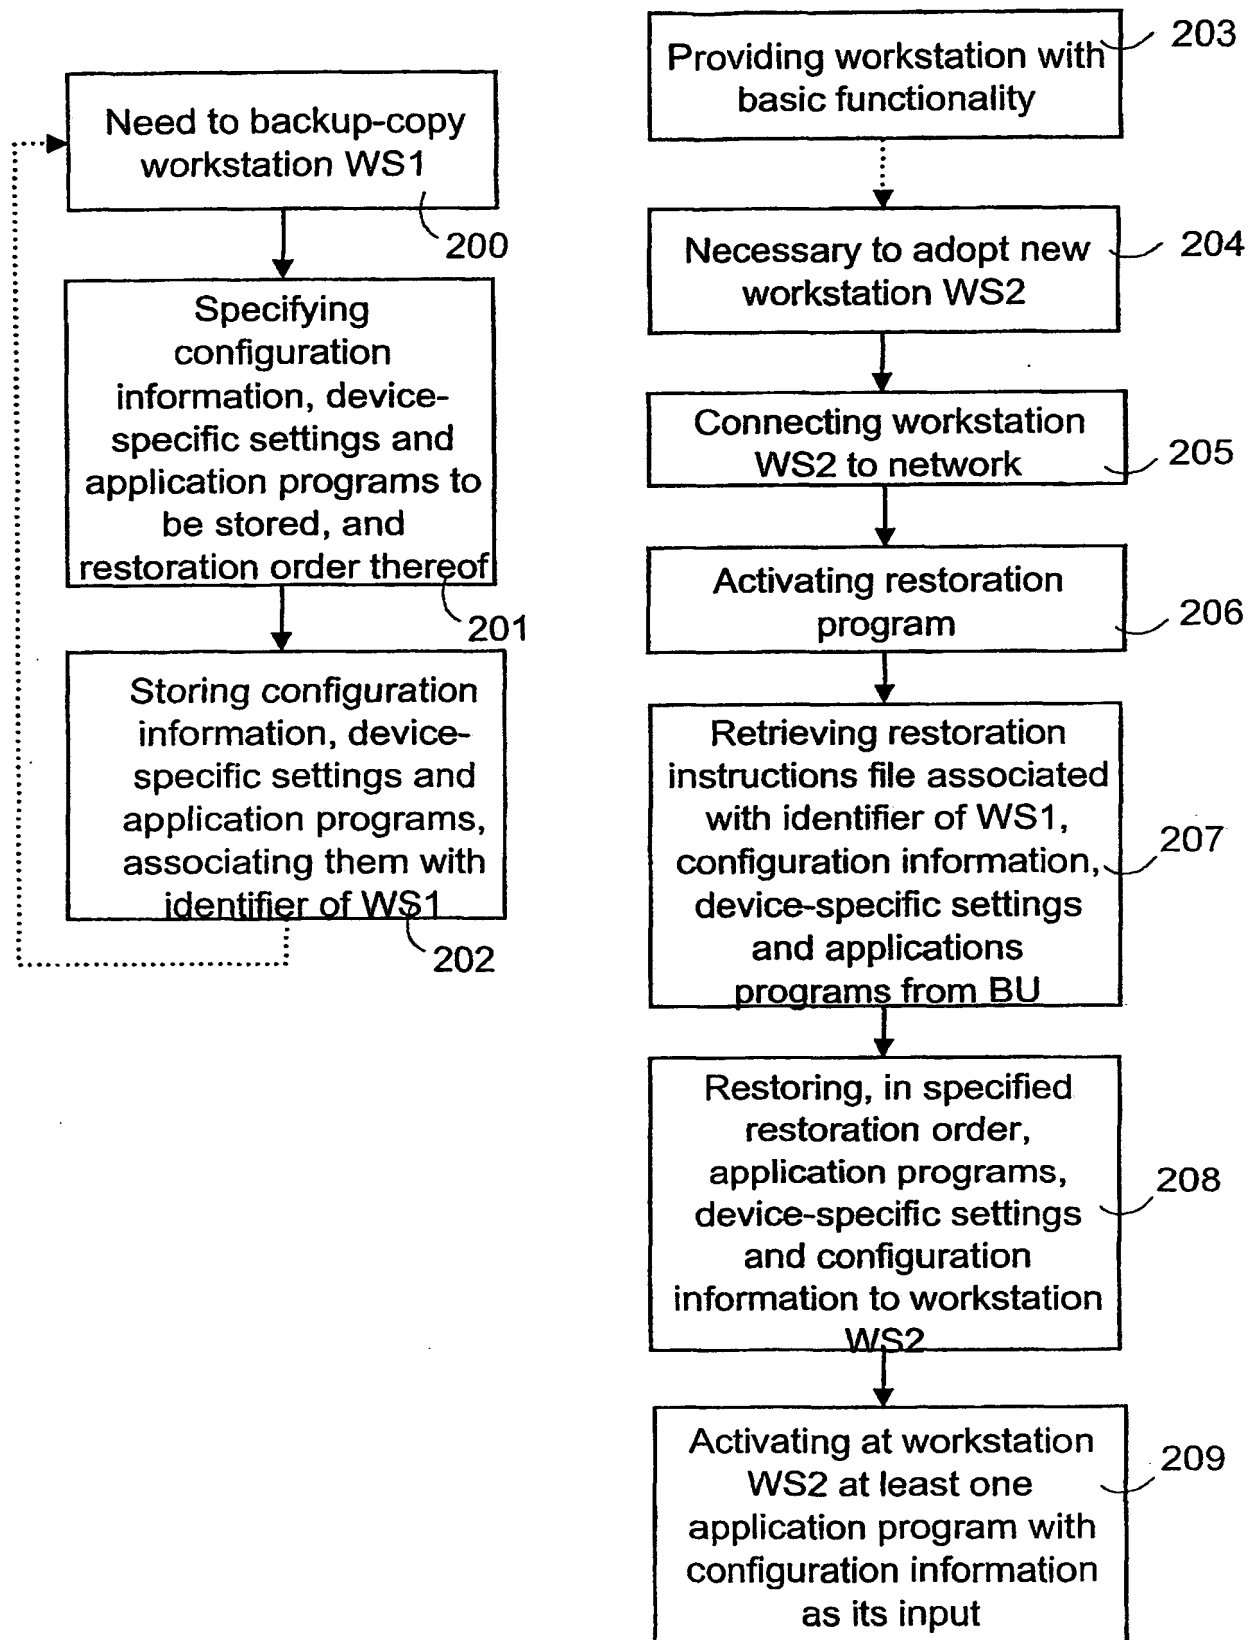 Need to backup-copy
workstation WS1
200
Specifying
configuration
information, device-
specific settings and
application programs to
be stored, and
restoration order thereof
201
Storing configuration
information, device-
specific settings and
application programs,
associating them with
identifier of WS1
202
203
Providing workstation with
basic functionality
204
Necessary to adopt new
workstation WS2
Connecting workstation
WS2 to network
205
Activating restoration
program
206
Retrieving restoration
instructions file associated
with identifier of WS1,
configuration information,
device-specific settings
and applications
programs from BU
207
Restoring, in specified
restoration order,
application programs,
device-specific settings
and configuration
information to workstation
WS2
208
Activating at workstation
WS2 at least one
application program with
configuration information
as its input
209